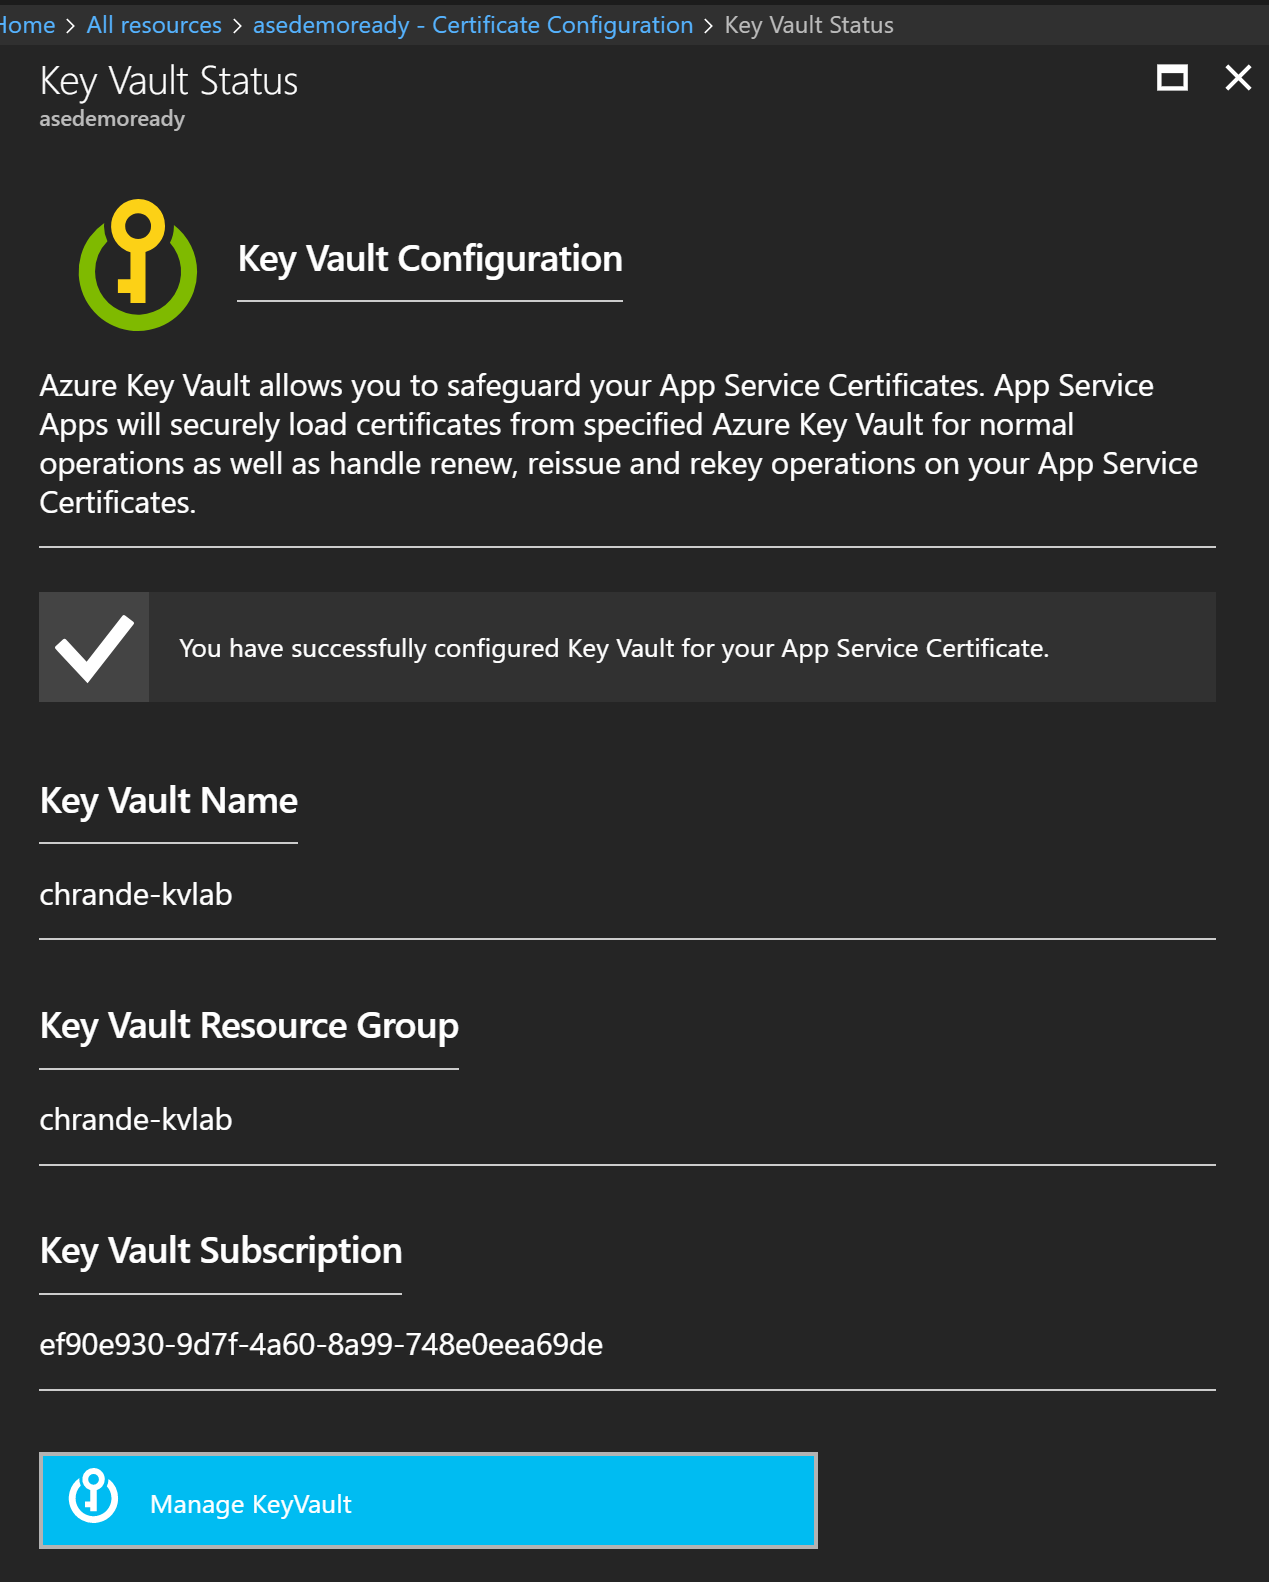 Home > All resources > asedemoready - Certificate Configuration > Key Vault Status
Key Vault Status
asedemoready
Key Vault Configuration
Azure Key Vault allows you to safeguard your App Service Certificates. App Service
Apps will securely load certificates from specified Azure Key Vault for normal
operations as well as handle renew, reissue and rekey operations on your App Service
Certificates.
You have successfully configured Key Vault for your App Service Certificate.
Key Vault Name
chrande-kvlab
Key Vault Resource Group
chrande-kvlab
Key Vault Subscription
ef90e930-9d7f-4a60-8a99-748e0eea69de
Manage KeyVault